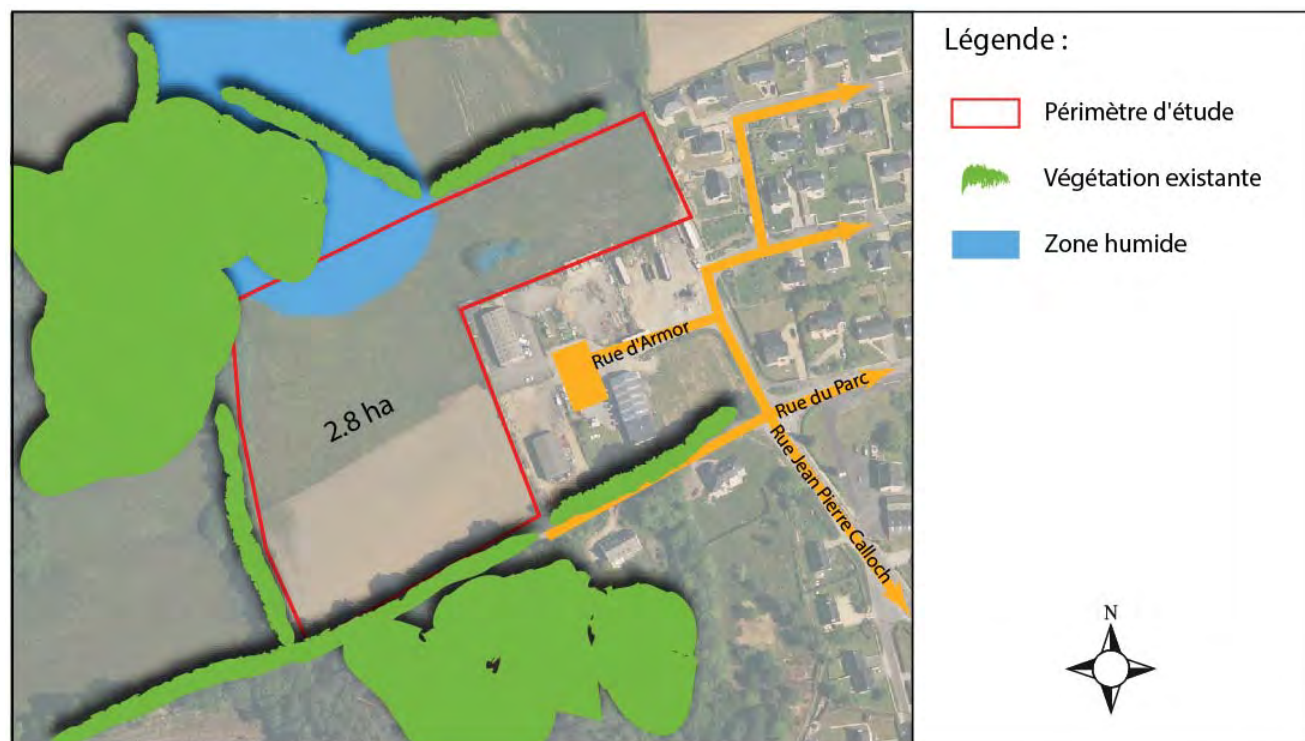 Légende :
Périmètre d'étude
Végétation existante
Zone humide
N
2.8 ha
Rue d'Armor
Rue du Parc
Rue Jean Pierre Calloch